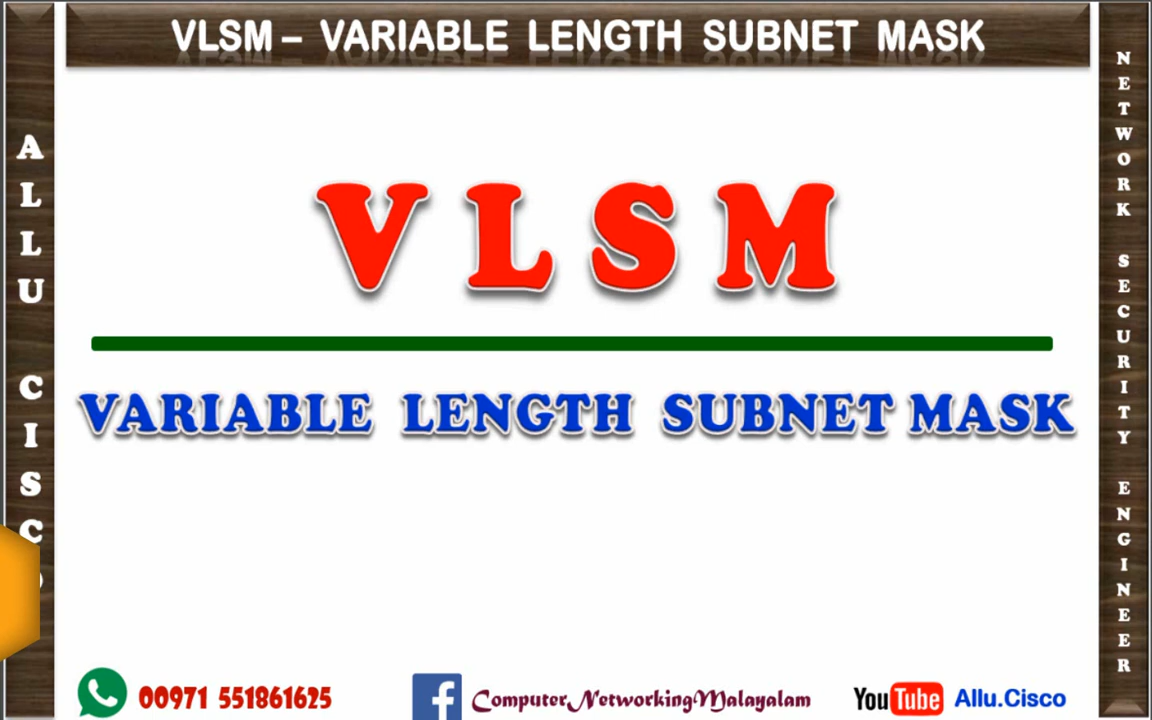 VLSM – VARIABLE LENGTH SUBNET MASK
ALLU CISC
V L S M
VARIABLE LENGTH SUBNET MASK
NETWORK SECURITY ENGINEER
00971 551861625
ComputerNetworkingMalayalam
YouTube Allu.Cisco